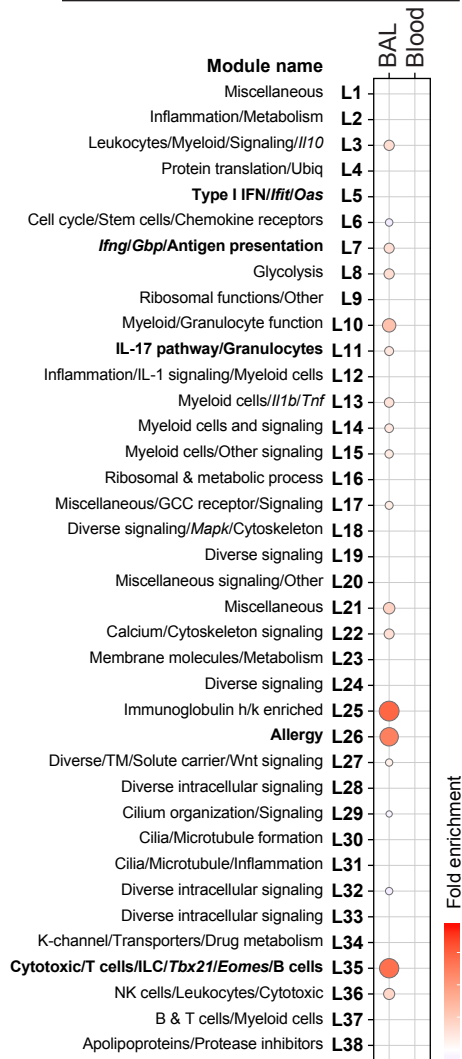 BAL Blood
Module name
Miscellaneous L1
Inflammation/Metabolism L2
Leukocytes/Myeloid/Signaling/Il10 L3
Protein translation/Ubiq L4
Type I IFN/Ifit/Oas L5
Cell cycle/Stem cells/Chemokine receptors L6
Ifng/Gbp/Antigen presentation L7
Glycolysis L8
Ribosomal functions/Other L9
Myeloid/Granulocyte function L10
IL-17 pathway/Granulocytes L11
Inflammation/IL-1 signaling/Myeloid cells L12
Myeloid cells/Il1b/Tnf L13
Myeloid cells and signaling L14
Myeloid cells/Other signaling L15
Ribosomal & metabolic process L16
Miscellaneous/GCC receptor/Signaling L17
Diverse signaling/Mapk/Cytoskeleton L18
Diverse signaling L19
Miscellaneous signaling/Other L20
Miscellaneous L21
Calcium/Cytoskeleton signaling L22
Membrane molecules/Metabolism L23
Diverse signaling L24
Immunoglobulin h/k enriched L25
Allergy L26
Diverse/TM/Solute carrier/Wnt signaling L27
Diverse intracellular signaling L28
Cilium organization/Signaling L29
Cilia/Microtubule formation L30
Cilia/Microtubule/Inflammation L31
Diverse intracellular signaling L32
Diverse intracellular signaling L33
K-channel/Transporters/Drug metabolism L34
Cytotoxic/T cells/ILC/Tbx21/Eomes/B cells L35
NK cells/Leukocytes/Cytotoxic L36
B & T cells/Myeloid cells L37
Apolipoproteins/Protease inhibitors L38
Fold enrichment